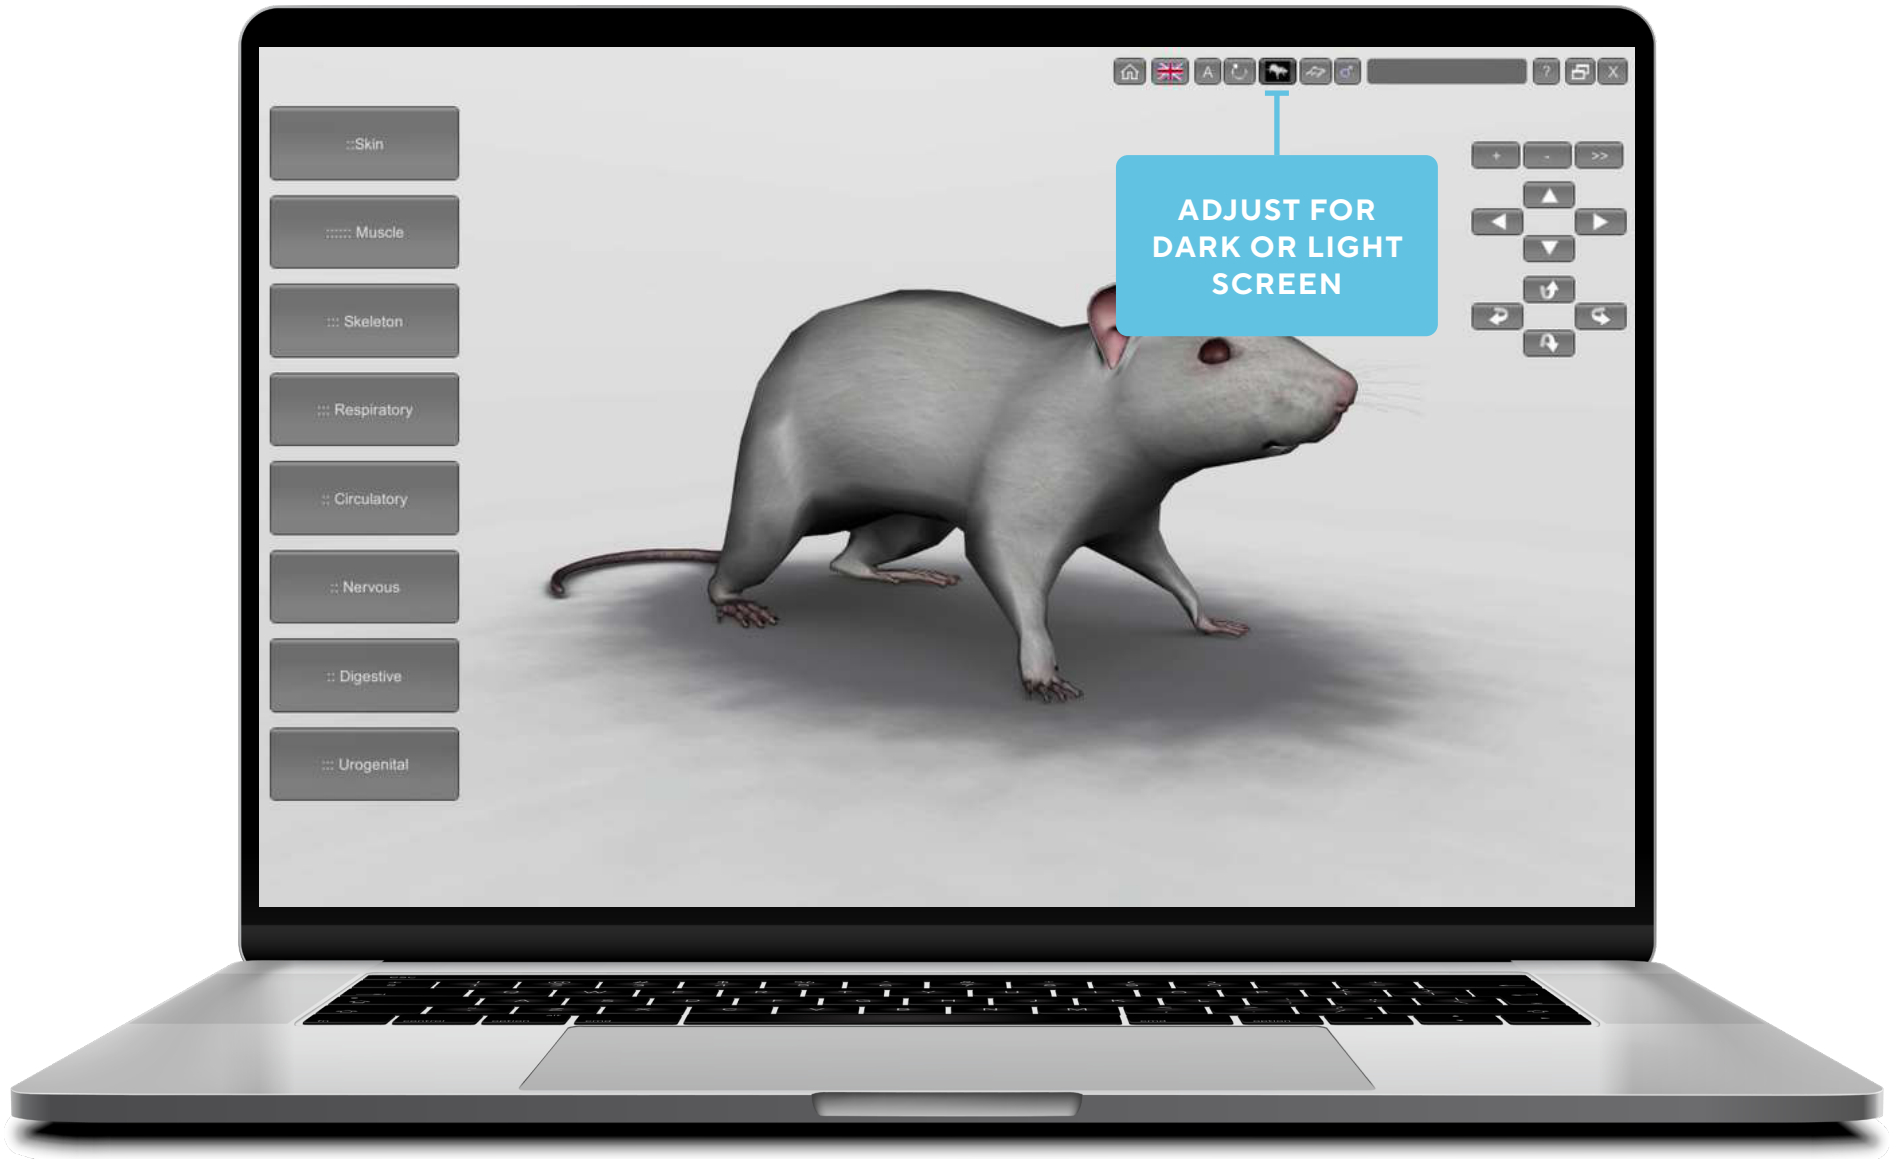 A
?
X
::Skin
:::::: Muscle
::: Skeleton
::: Respiratory
:: Circulatory
:: Nervous
:: Digestive
::: Urogenital
ADJUST FOR
DARK OR LIGHT
SCREEN
+
-
>>